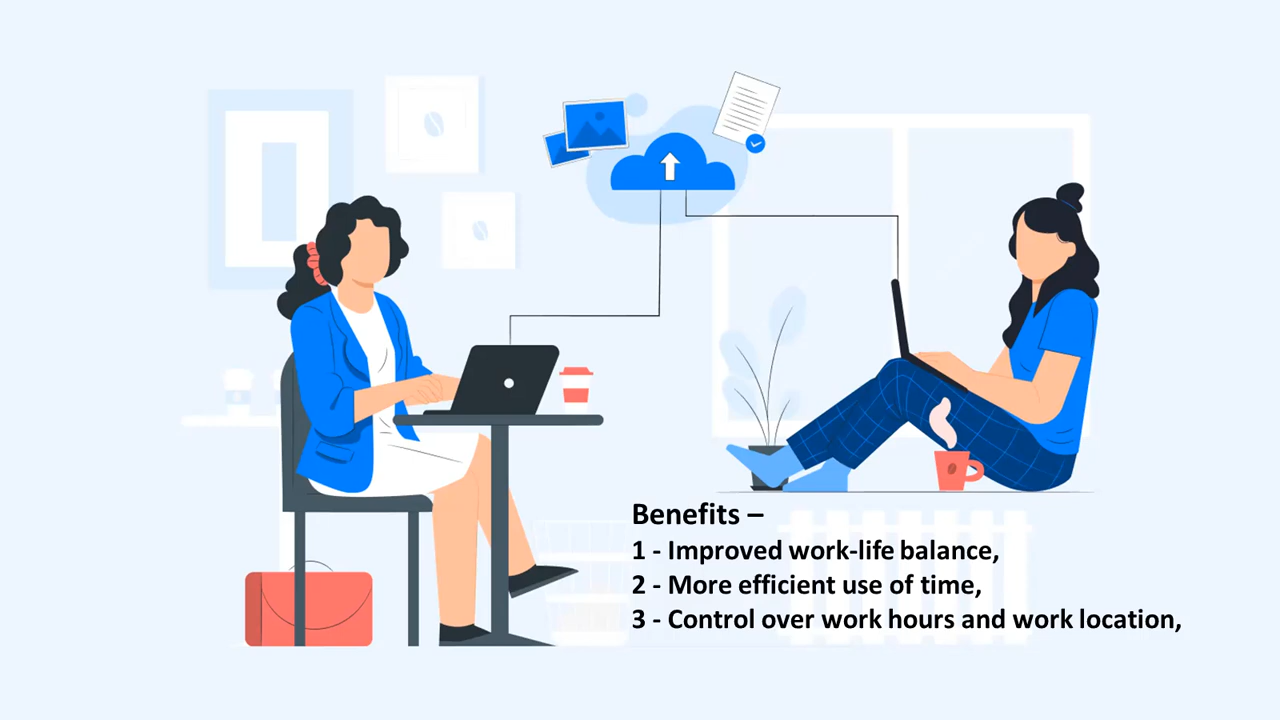 Benefits –
1 - Improved work-life balance,
2 - More efficient use of time,
3 - Control over work hours and work location,